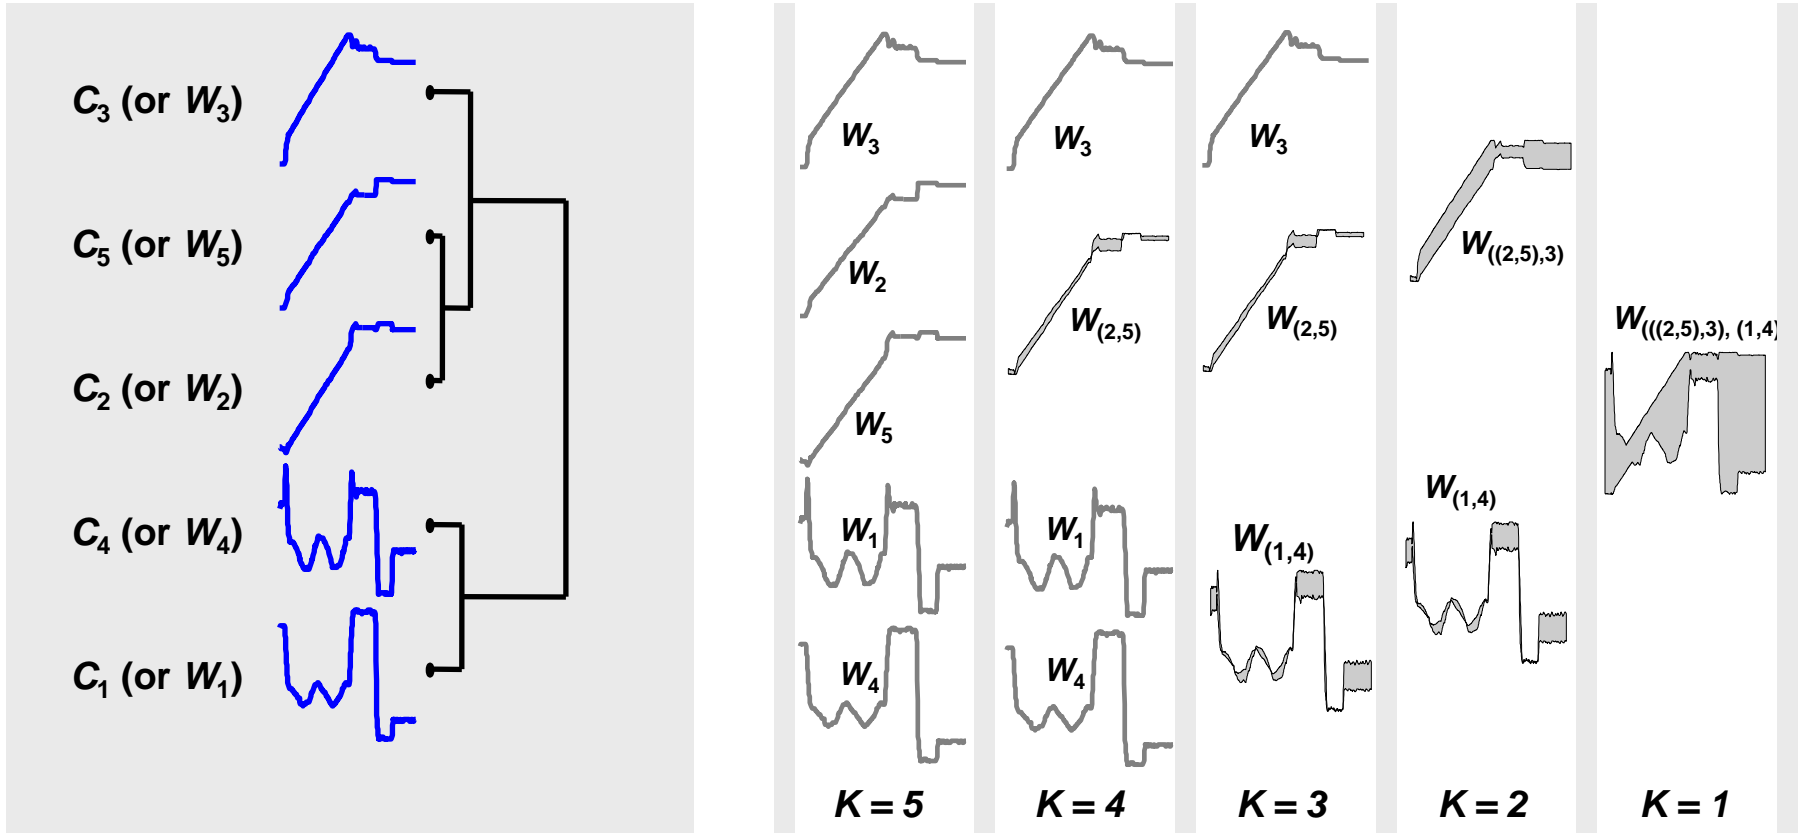 C₃ (or W₃)
C₅ (or W₅)
C₂ (or W₂)
C₄ (or W₄)
C₁ (or W₁)
W₃
W₂
W₅
W₁
W₄
K = 5
W₃
W₍₂,₅₎
W₁
W₄
K = 4
W₃
W₍₂,₅₎
W₍₁,₄₎
K = 3
W₍₍₂,₅₎,₃₎
W₍₁,₄₎
K = 2
W₍₍₍₂,₅₎,₃₎, ₍₁,₄₎
K = 1